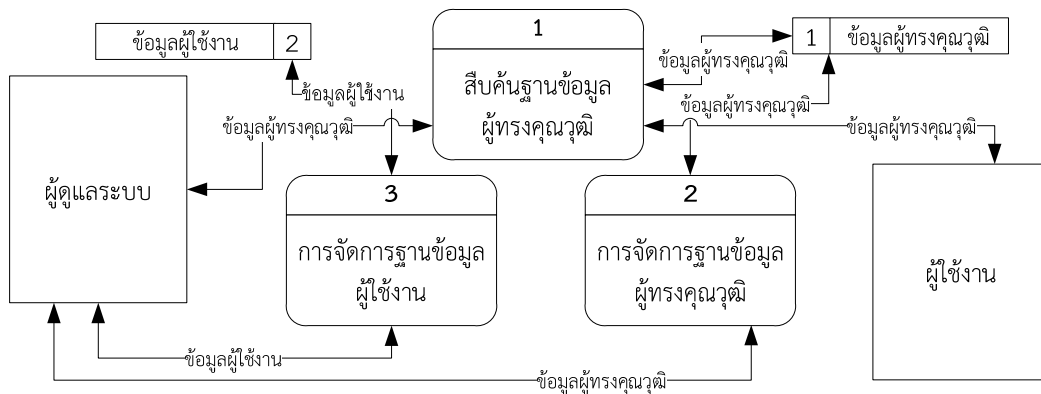 ข้อมูลผู้ใช้งาน 2
1
สืบค้นฐานข้อมูล
ผู้ทรงคุณวุฒิ
1 ข้อมูลผู้ทรงคุณวุฒิ
ข้อมูลผู้ทรงคุณวุฒิ
ข้อมูลผู้ใช้งาน
ข้อมูลผู้ทรงคุณวุฒิ
ข้อมูลผู้ทรงคุณวุฒิ
ข้อมูลผู้ทรงคุณวุฒิ
ผู้ดูแลระบบ
3
การจัดการฐานข้อมูล
ผู้ใช้งาน
2
การจัดการฐานข้อมูล
ผู้ทรงคุณวุฒิ
ผู้ใช้งาน
ข้อมูลผู้ใช้งาน
ข้อมูลผู้ทรงคุณวุฒิ